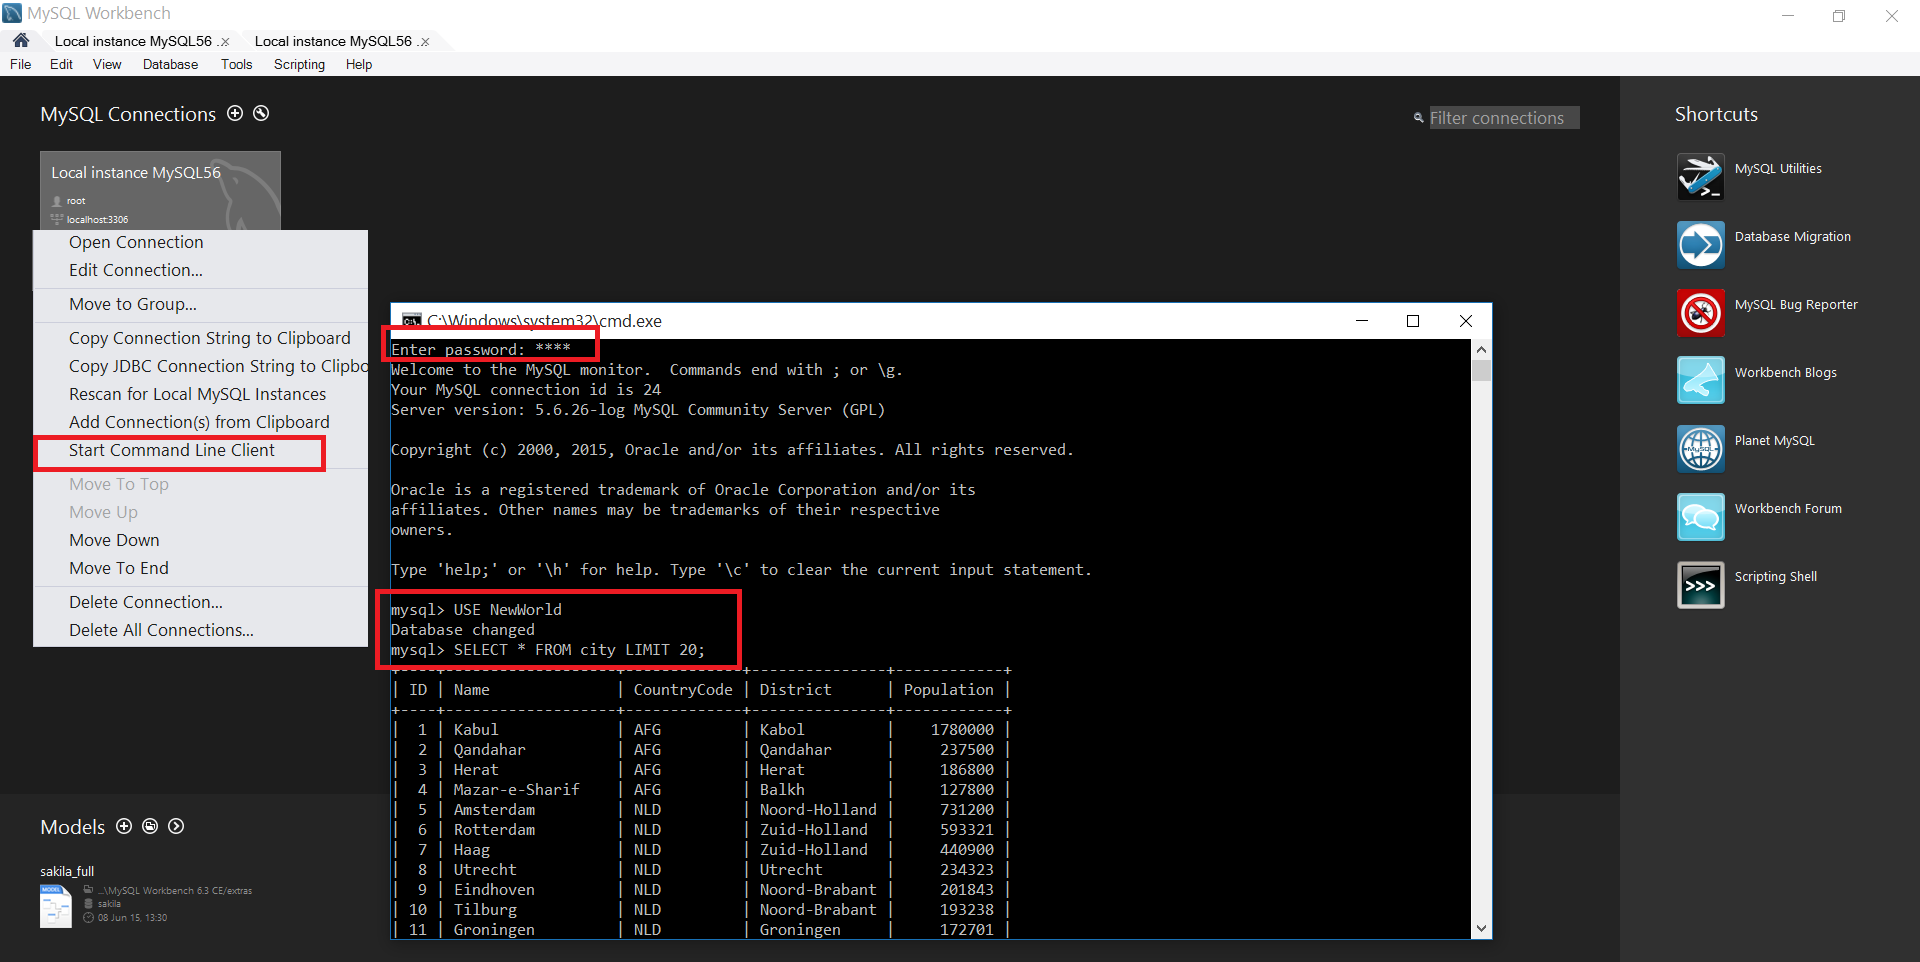 MySQL Workbench
Local instance MySQL56 . x
Local instance MySQL56 . x
File Edit View Database Tools Scripting Help
MySQL Connections
Filter connections
Local instance MySQL56
root
localhost:3306
Open Connection
Edit Connection...
Move to Group...
Copy Connection String to Clipboard
Copy JDBC Connection String to Clipbo
Rescan for Local MySQL Instances
Add Connection(s) from Clipboard
Start Command Line Client
Move To Top
Move Up
Move Down
Move To End
Delete Connection...
Delete All Connections...
C:\Windows\system32\cmd.exe
Enter password: ****
Welcome to the MySQL monitor.  Commands end with ; or \g.
Your MySQL connection id is 24
Server version: 5.6.26-log MySQL Community Server (GPL)
Copyright (c) 2000, 2015, Oracle and/or its affiliates. All rights reserved.
Oracle is a registered trademark of Oracle Corporation and/or its
affiliates. Other names may be trademarks of their respective
owners.
Type 'help;' or '\h' for help. Type '\c' to clear the current input statement.
mysql> USE NewWorld
Database changed
mysql> SELECT * FROM city LIMIT 20;
+----+-------------------+-------------+---------------+------------+
| ID | Name              | CountryCode | District      | Population |
+----+-------------------+-------------+---------------+------------+
|  1 | Kabul             | AFG         | Kabol         |    1780000 |
|  2 | Qandahar          | AFG         | Qandahar      |     237500 |
|  3 | Herat             | AFG         | Herat         |     186800 |
|  4 | Mazar-e-Sharif    | AFG         | Balkh         |     127800 |
|  5 | Amsterdam         | NLD         | Noord-Holland |     731200 |
|  6 | Rotterdam         | NLD         | Zuid-Holland  |     593321 |
|  7 | Haag              | NLD         | Zuid-Holland  |     440900 |
|  8 | Utrecht           | NLD         | Utrecht       |     234323 |
|  9 | Eindhoven         | NLD         | Noord-Brabant |     201843 |
| 10 | Tilburg           | NLD         | Noord-Brabant |     193238 |
| 11 | Groningen         | NLD         | Groningen     |     172701 |
Models
sakila_full
MODEL
...\MySQL Workbench 6.3 CE/extras
sakila
08 Jun 15, 13:30
Shortcuts
MySQL Utilities
Database Migration
MySQL Bug Reporter
Workbench Blogs
MySQL
Planet MySQL
Workbench Forum
>>>
Scripting Shell